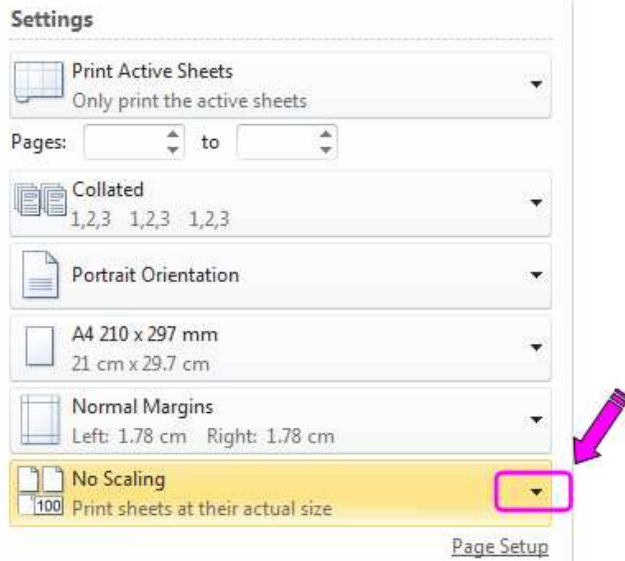 Settings
Print Active Sheets
Only print the active sheets
Pages: to
Collated
1,2,3 1,2,3 1,2,3
Portrait Orientation
A4 210 x 297 mm
21 cm x 29.7 cm
Normal Margins
Left: 1.78 cm Right: 1.78 cm
No Scaling
100 Print sheets at their actual size
Page Setup